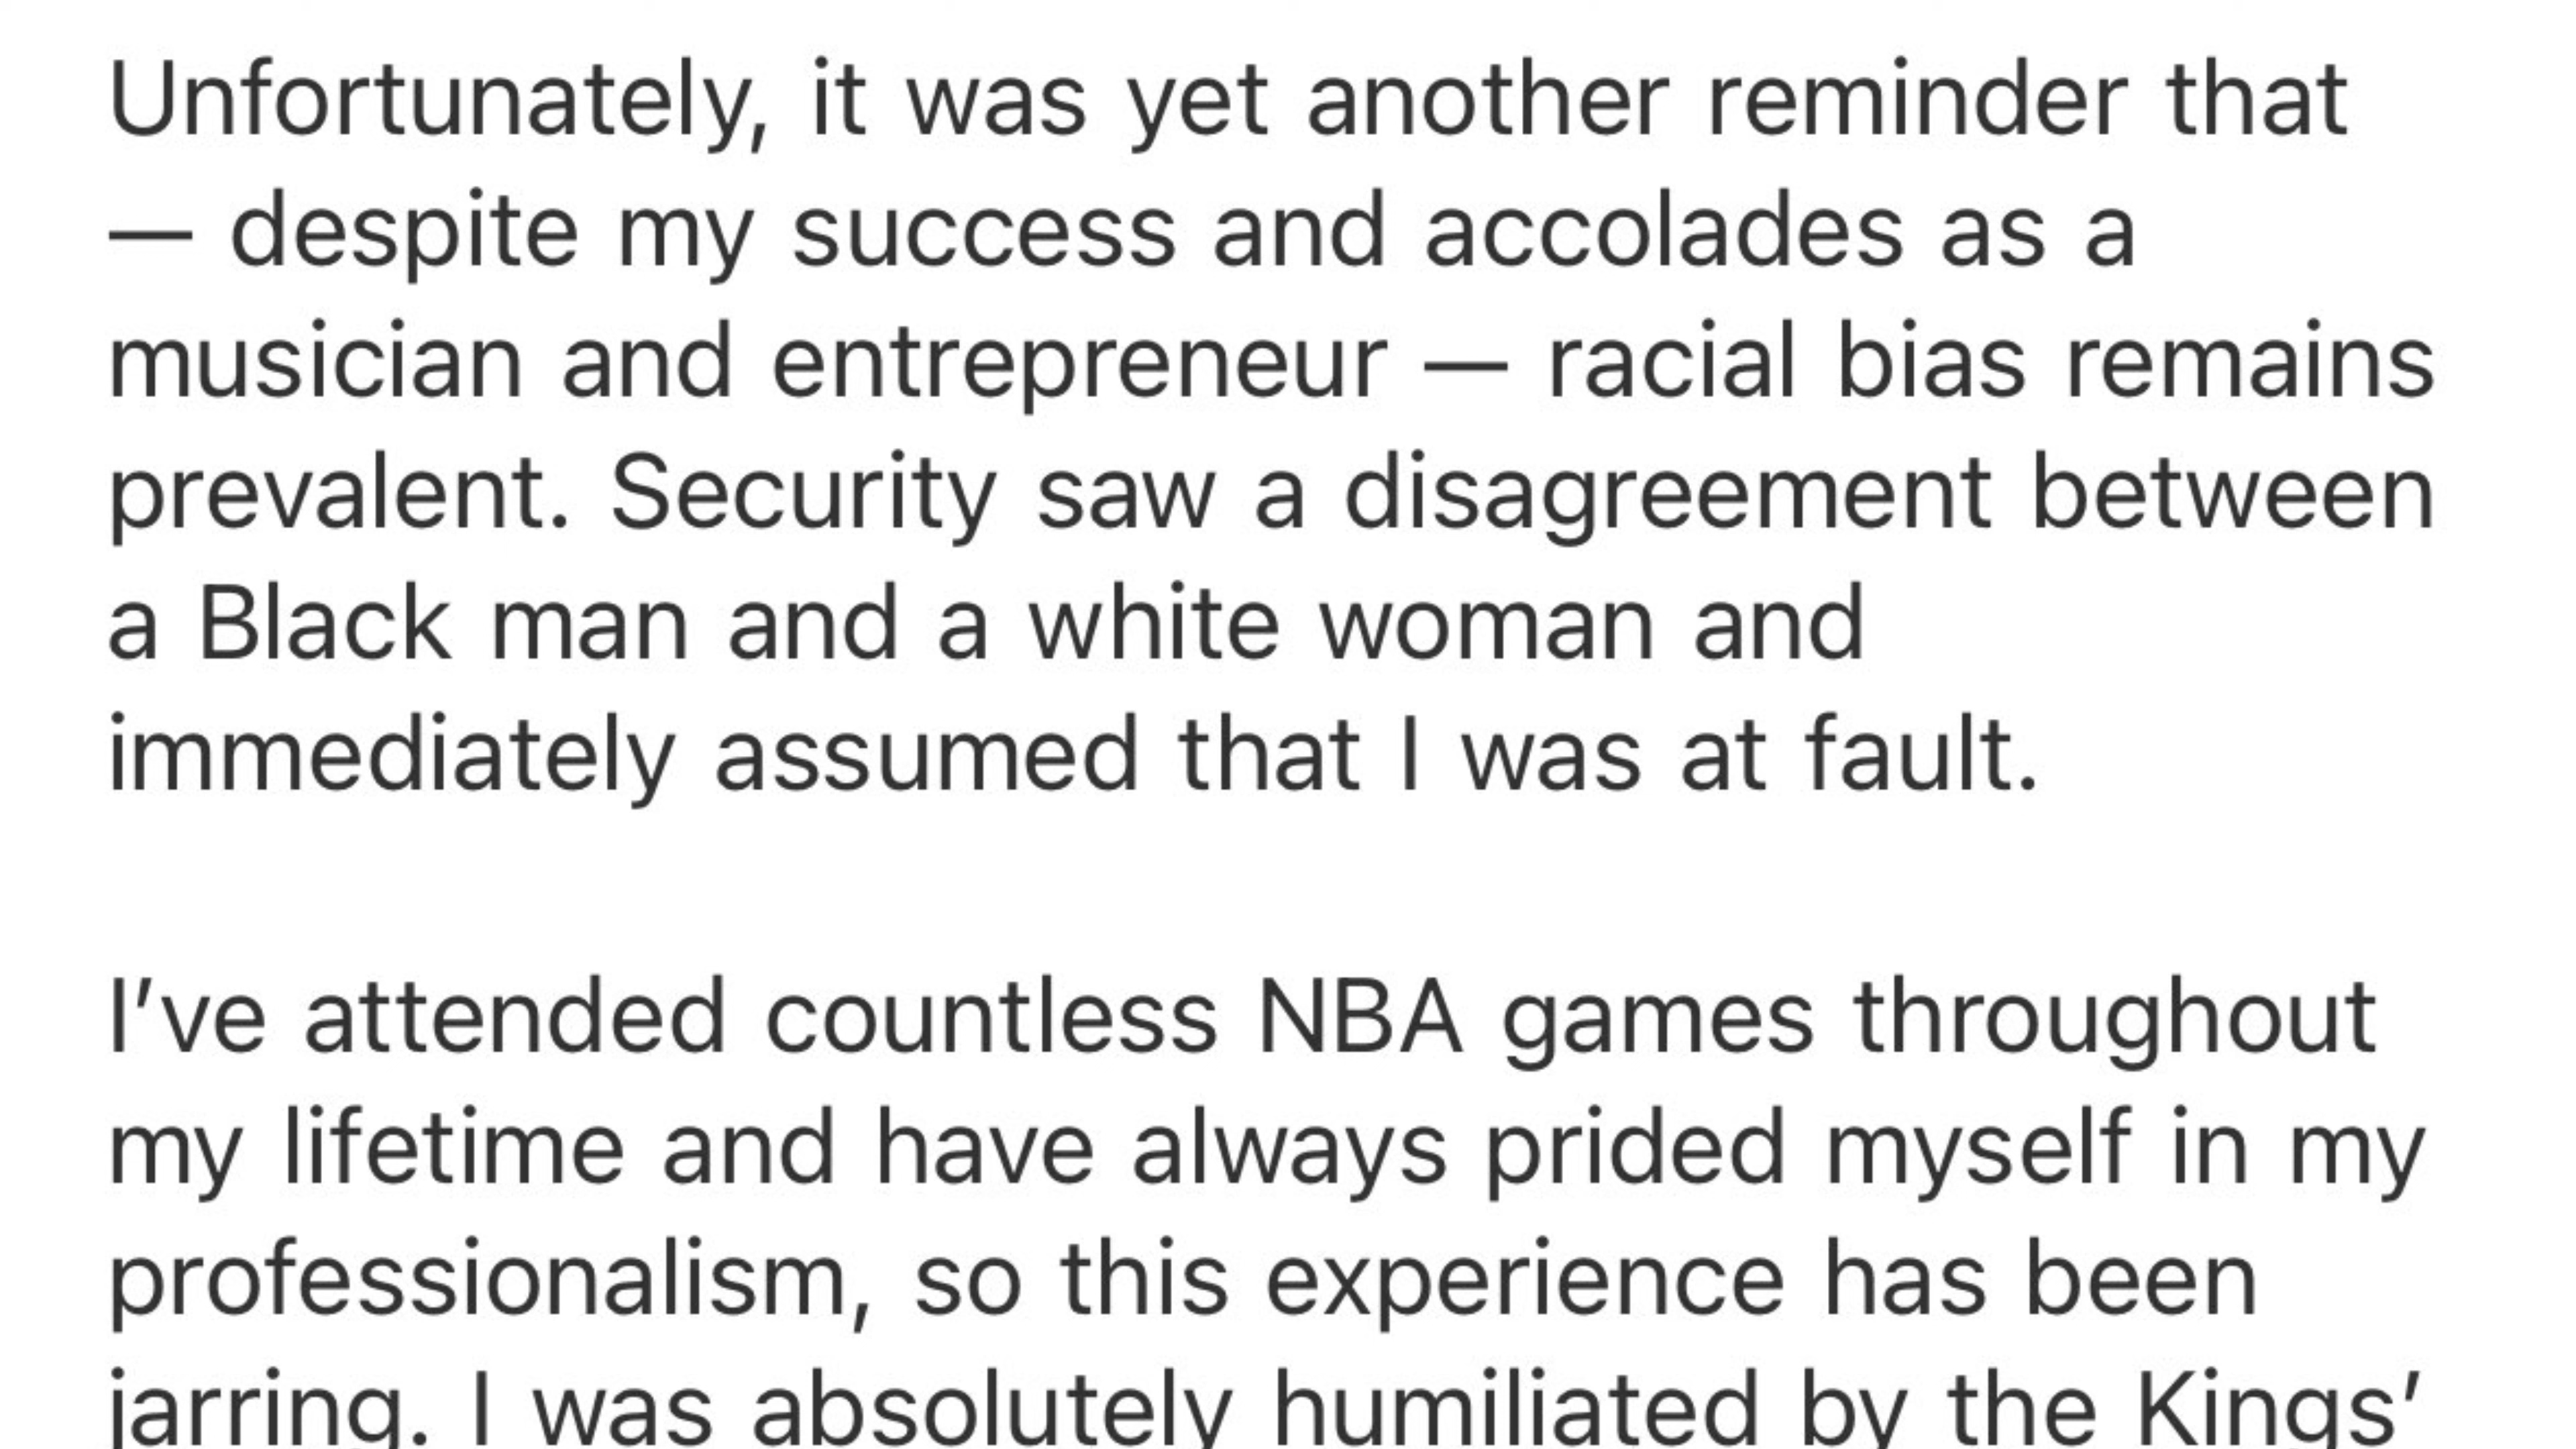 Unfortunately, it was yet another reminder that
— despite my success and accolades as a
musician and entrepreneur — racial bias remains
prevalent. Security saw a disagreement between
a Black man and a white woman and
immediately assumed that I was at fault.
I’ve attended countless NBA games throughout
my lifetime and have always prided myself in my
professionalism, so this experience has been
jarring. I was absolutely humiliated by the Kings’